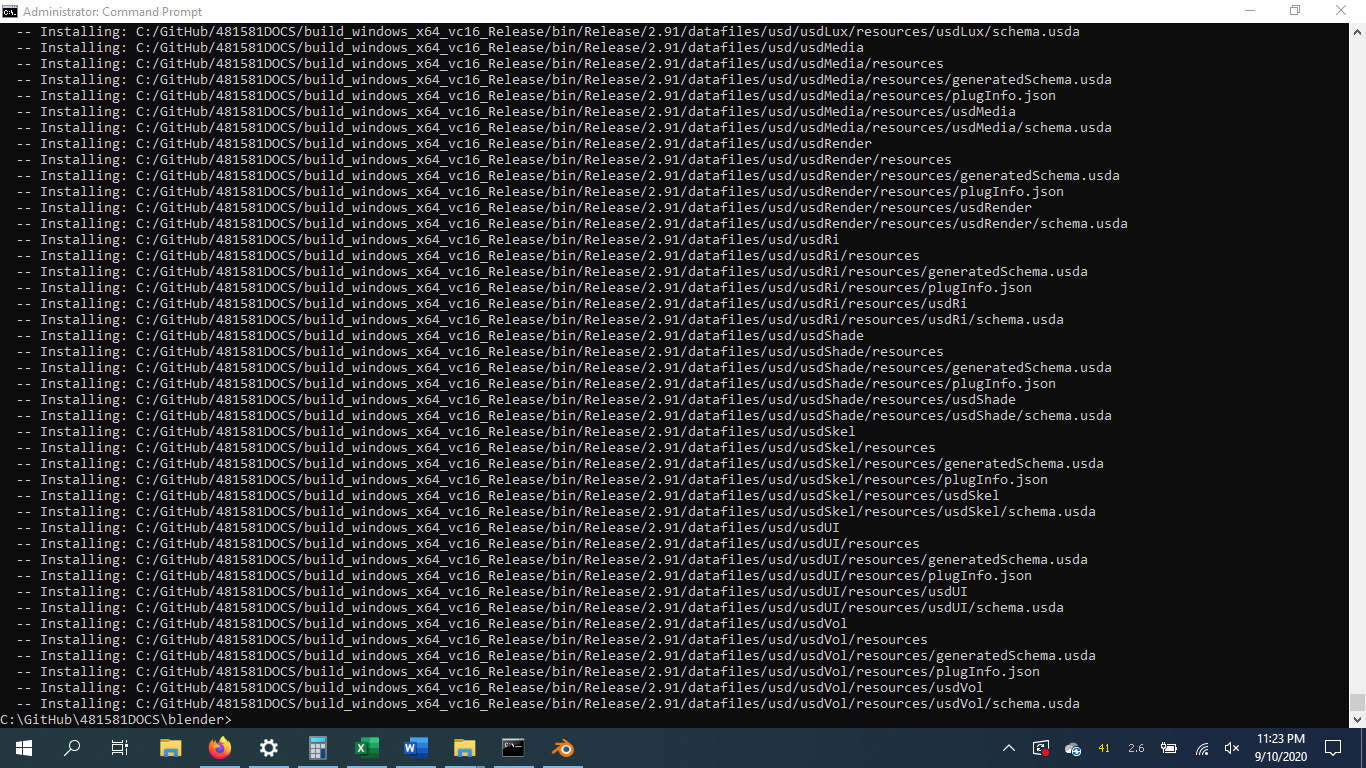 Administrator: Command Prompt
-- Installing: C:/GitHub/481581DOCS/build_windows_x64_vc16_Release/bin/Release/2.91/datafiles/usd/usdLux/resources/usdLux/schema.usda
-- Installing: C:/GitHub/481581DOCS/build_windows_x64_vc16_Release/bin/Release/2.91/datafiles/usd/usdMedia
-- Installing: C:/GitHub/481581DOCS/build_windows_x64_vc16_Release/bin/Release/2.91/datafiles/usd/usdMedia/resources
-- Installing: C:/GitHub/481581DOCS/build_windows_x64_vc16_Release/bin/Release/2.91/datafiles/usd/usdMedia/resources/generatedSchema.usda
-- Installing: C:/GitHub/481581DOCS/build_windows_x64_vc16_Release/bin/Release/2.91/datafiles/usd/usdMedia/resources/plugInfo.json
-- Installing: C:/GitHub/481581DOCS/build_windows_x64_vc16_Release/bin/Release/2.91/datafiles/usd/usdMedia/resources/usdMedia
-- Installing: C:/GitHub/481581DOCS/build_windows_x64_vc16_Release/bin/Release/2.91/datafiles/usd/usdMedia/resources/usdMedia/schema.usda
-- Installing: C:/GitHub/481581DOCS/build_windows_x64_vc16_Release/bin/Release/2.91/datafiles/usd/usdRender
-- Installing: C:/GitHub/481581DOCS/build_windows_x64_vc16_Release/bin/Release/2.91/datafiles/usd/usdRender/resources
-- Installing: C:/GitHub/481581DOCS/build_windows_x64_vc16_Release/bin/Release/2.91/datafiles/usd/usdRender/resources/generatedSchema.usda
-- Installing: C:/GitHub/481581DOCS/build_windows_x64_vc16_Release/bin/Release/2.91/datafiles/usd/usdRender/resources/plugInfo.json
-- Installing: C:/GitHub/481581DOCS/build_windows_x64_vc16_Release/bin/Release/2.91/datafiles/usd/usdRender/resources/usdRender
-- Installing: C:/GitHub/481581DOCS/build_windows_x64_vc16_Release/bin/Release/2.91/datafiles/usd/usdRender/resources/usdRender/schema.usda
-- Installing: C:/GitHub/481581DOCS/build_windows_x64_vc16_Release/bin/Release/2.91/datafiles/usd/usdRi
-- Installing: C:/GitHub/481581DOCS/build_windows_x64_vc16_Release/bin/Release/2.91/datafiles/usd/usdRi/resources
-- Installing: C:/GitHub/481581DOCS/build_windows_x64_vc16_Release/bin/Release/2.91/datafiles/usd/usdRi/resources/generatedSchema.usda
-- Installing: C:/GitHub/481581DOCS/build_windows_x64_vc16_Release/bin/Release/2.91/datafiles/usd/usdRi/resources/plugInfo.json
-- Installing: C:/GitHub/481581DOCS/build_windows_x64_vc16_Release/bin/Release/2.91/datafiles/usd/usdRi/resources/usdRi
-- Installing: C:/GitHub/481581DOCS/build_windows_x64_vc16_Release/bin/Release/2.91/datafiles/usd/usdRi/resources/usdRi/schema.usda
-- Installing: C:/GitHub/481581DOCS/build_windows_x64_vc16_Release/bin/Release/2.91/datafiles/usd/usdShade
-- Installing: C:/GitHub/481581DOCS/build_windows_x64_vc16_Release/bin/Release/2.91/datafiles/usd/usdShade/resources
-- Installing: C:/GitHub/481581DOCS/build_windows_x64_vc16_Release/bin/Release/2.91/datafiles/usd/usdShade/resources/generatedSchema.usda
-- Installing: C:/GitHub/481581DOCS/build_windows_x64_vc16_Release/bin/Release/2.91/datafiles/usd/usdShade/resources/plugInfo.json
-- Installing: C:/GitHub/481581DOCS/build_windows_x64_vc16_Release/bin/Release/2.91/datafiles/usd/usdShade/resources/usdShade
-- Installing: C:/GitHub/481581DOCS/build_windows_x64_vc16_Release/bin/Release/2.91/datafiles/usd/usdShade/resources/usdShade/schema.usda
-- Installing: C:/GitHub/481581DOCS/build_windows_x64_vc16_Release/bin/Release/2.91/datafiles/usd/usdSkel
-- Installing: C:/GitHub/481581DOCS/build_windows_x64_vc16_Release/bin/Release/2.91/datafiles/usd/usdSkel/resources
-- Installing: C:/GitHub/481581DOCS/build_windows_x64_vc16_Release/bin/Release/2.91/datafiles/usd/usdSkel/resources/generatedSchema.usda
-- Installing: C:/GitHub/481581DOCS/build_windows_x64_vc16_Release/bin/Release/2.91/datafiles/usd/usdSkel/resources/plugInfo.json
-- Installing: C:/GitHub/481581DOCS/build_windows_x64_vc16_Release/bin/Release/2.91/datafiles/usd/usdSkel/resources/usdSkel
-- Installing: C:/GitHub/481581DOCS/build_windows_x64_vc16_Release/bin/Release/2.91/datafiles/usd/usdSkel/resources/usdSkel/schema.usda
-- Installing: C:/GitHub/481581DOCS/build_windows_x64_vc16_Release/bin/Release/2.91/datafiles/usd/usdUI
-- Installing: C:/GitHub/481581DOCS/build_windows_x64_vc16_Release/bin/Release/2.91/datafiles/usd/usdUI/resources
-- Installing: C:/GitHub/481581DOCS/build_windows_x64_vc16_Release/bin/Release/2.91/datafiles/usd/usdUI/resources/generatedSchema.usda
-- Installing: C:/GitHub/481581DOCS/build_windows_x64_vc16_Release/bin/Release/2.91/datafiles/usd/usdUI/resources/plugInfo.json
-- Installing: C:/GitHub/481581DOCS/build_windows_x64_vc16_Release/bin/Release/2.91/datafiles/usd/usdUI/resources/usdUI
-- Installing: C:/GitHub/481581DOCS/build_windows_x64_vc16_Release/bin/Release/2.91/datafiles/usd/usdUI/resources/usdUI/schema.usda
-- Installing: C:/GitHub/481581DOCS/build_windows_x64_vc16_Release/bin/Release/2.91/datafiles/usd/usdVol
-- Installing: C:/GitHub/481581DOCS/build_windows_x64_vc16_Release/bin/Release/2.91/datafiles/usd/usdVol/resources
-- Installing: C:/GitHub/481581DOCS/build_windows_x64_vc16_Release/bin/Release/2.91/datafiles/usd/usdVol/resources/generatedSchema.usda
-- Installing: C:/GitHub/481581DOCS/build_windows_x64_vc16_Release/bin/Release/2.91/datafiles/usd/usdVol/resources/plugInfo.json
-- Installing: C:/GitHub/481581DOCS/build_windows_x64_vc16_Release/bin/Release/2.91/datafiles/usd/usdVol/resources/usdVol
-- Installing: C:/GitHub/481581DOCS/build_windows_x64_vc16_Release/bin/Release/2.91/datafiles/usd/usdVol/resources/usdVol/schema.usda
C:\GitHub\481581DOCS\blender>
41 2.6
11:23 PM
9/10/2020